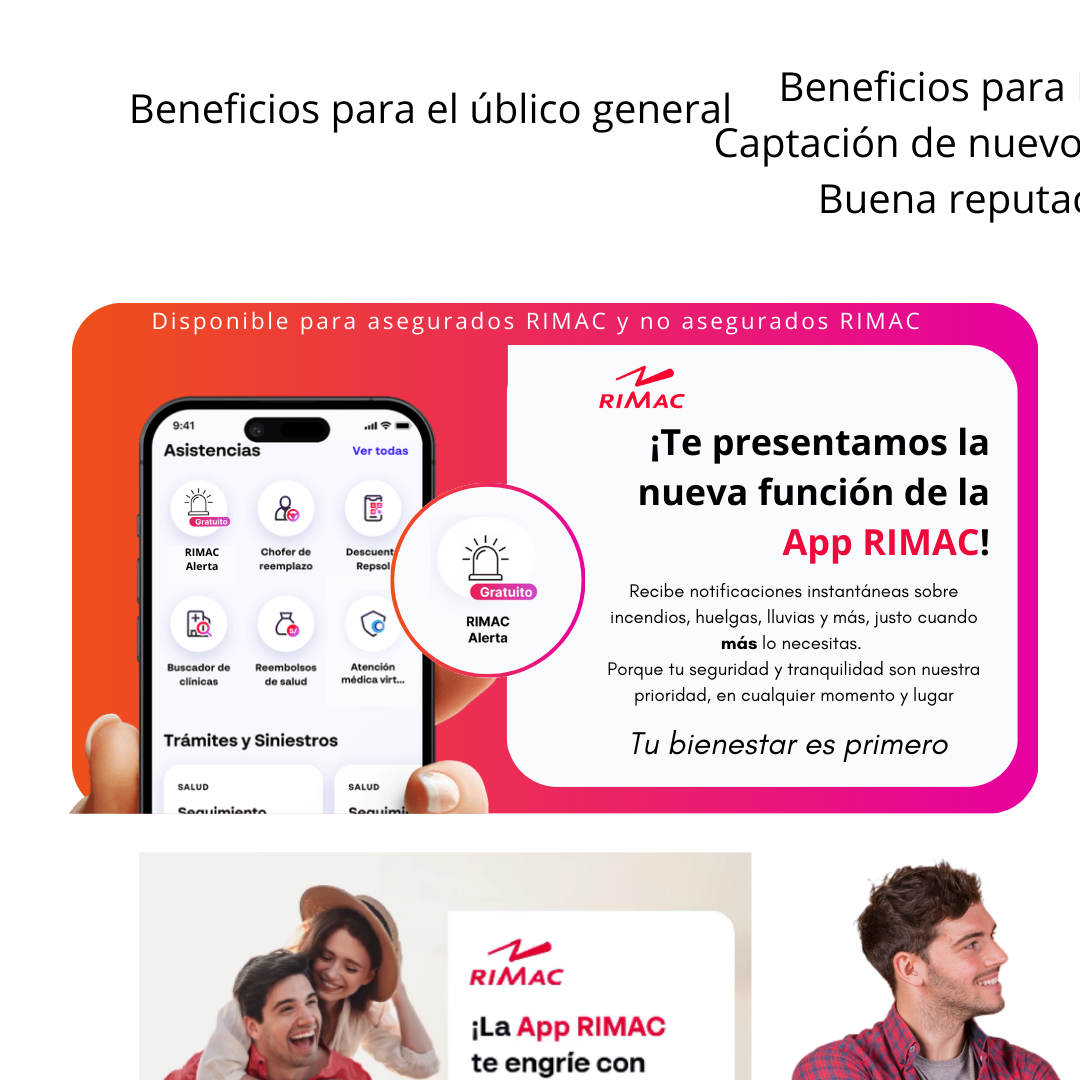 Beneficios para el úblico general
Beneficios para
Captación de nuevo
Buena reputac
Disponible para asegurados RIMAC y no asegurados RIMAC
9:41
Asistencias
Ver todas
Gratuito
RIMAC
Alerta
Chofer de
reemplazo
Descuent
Repsol
Buscador de
clínicas
Reembolsos
de salud
Atención
médica virt...
Trámites y Siniestros
SALUD
Seguimiento
SALUD
Seguimi
Gratuito
RIMAC
Alerta
RIMAC
¡Te presentamos la
nueva función de la
App RIMAC!
Recibe notificaciones instantáneas sobre
incendios, huelgas, lluvias y más, justo cuando
más lo necesitas.
Porque tu seguridad y tranquilidad son nuestra
prioridad, en cualquier momento y lugar
Tu bienestar es primero
RIMAC
¡La App RIMAC
te engríe con